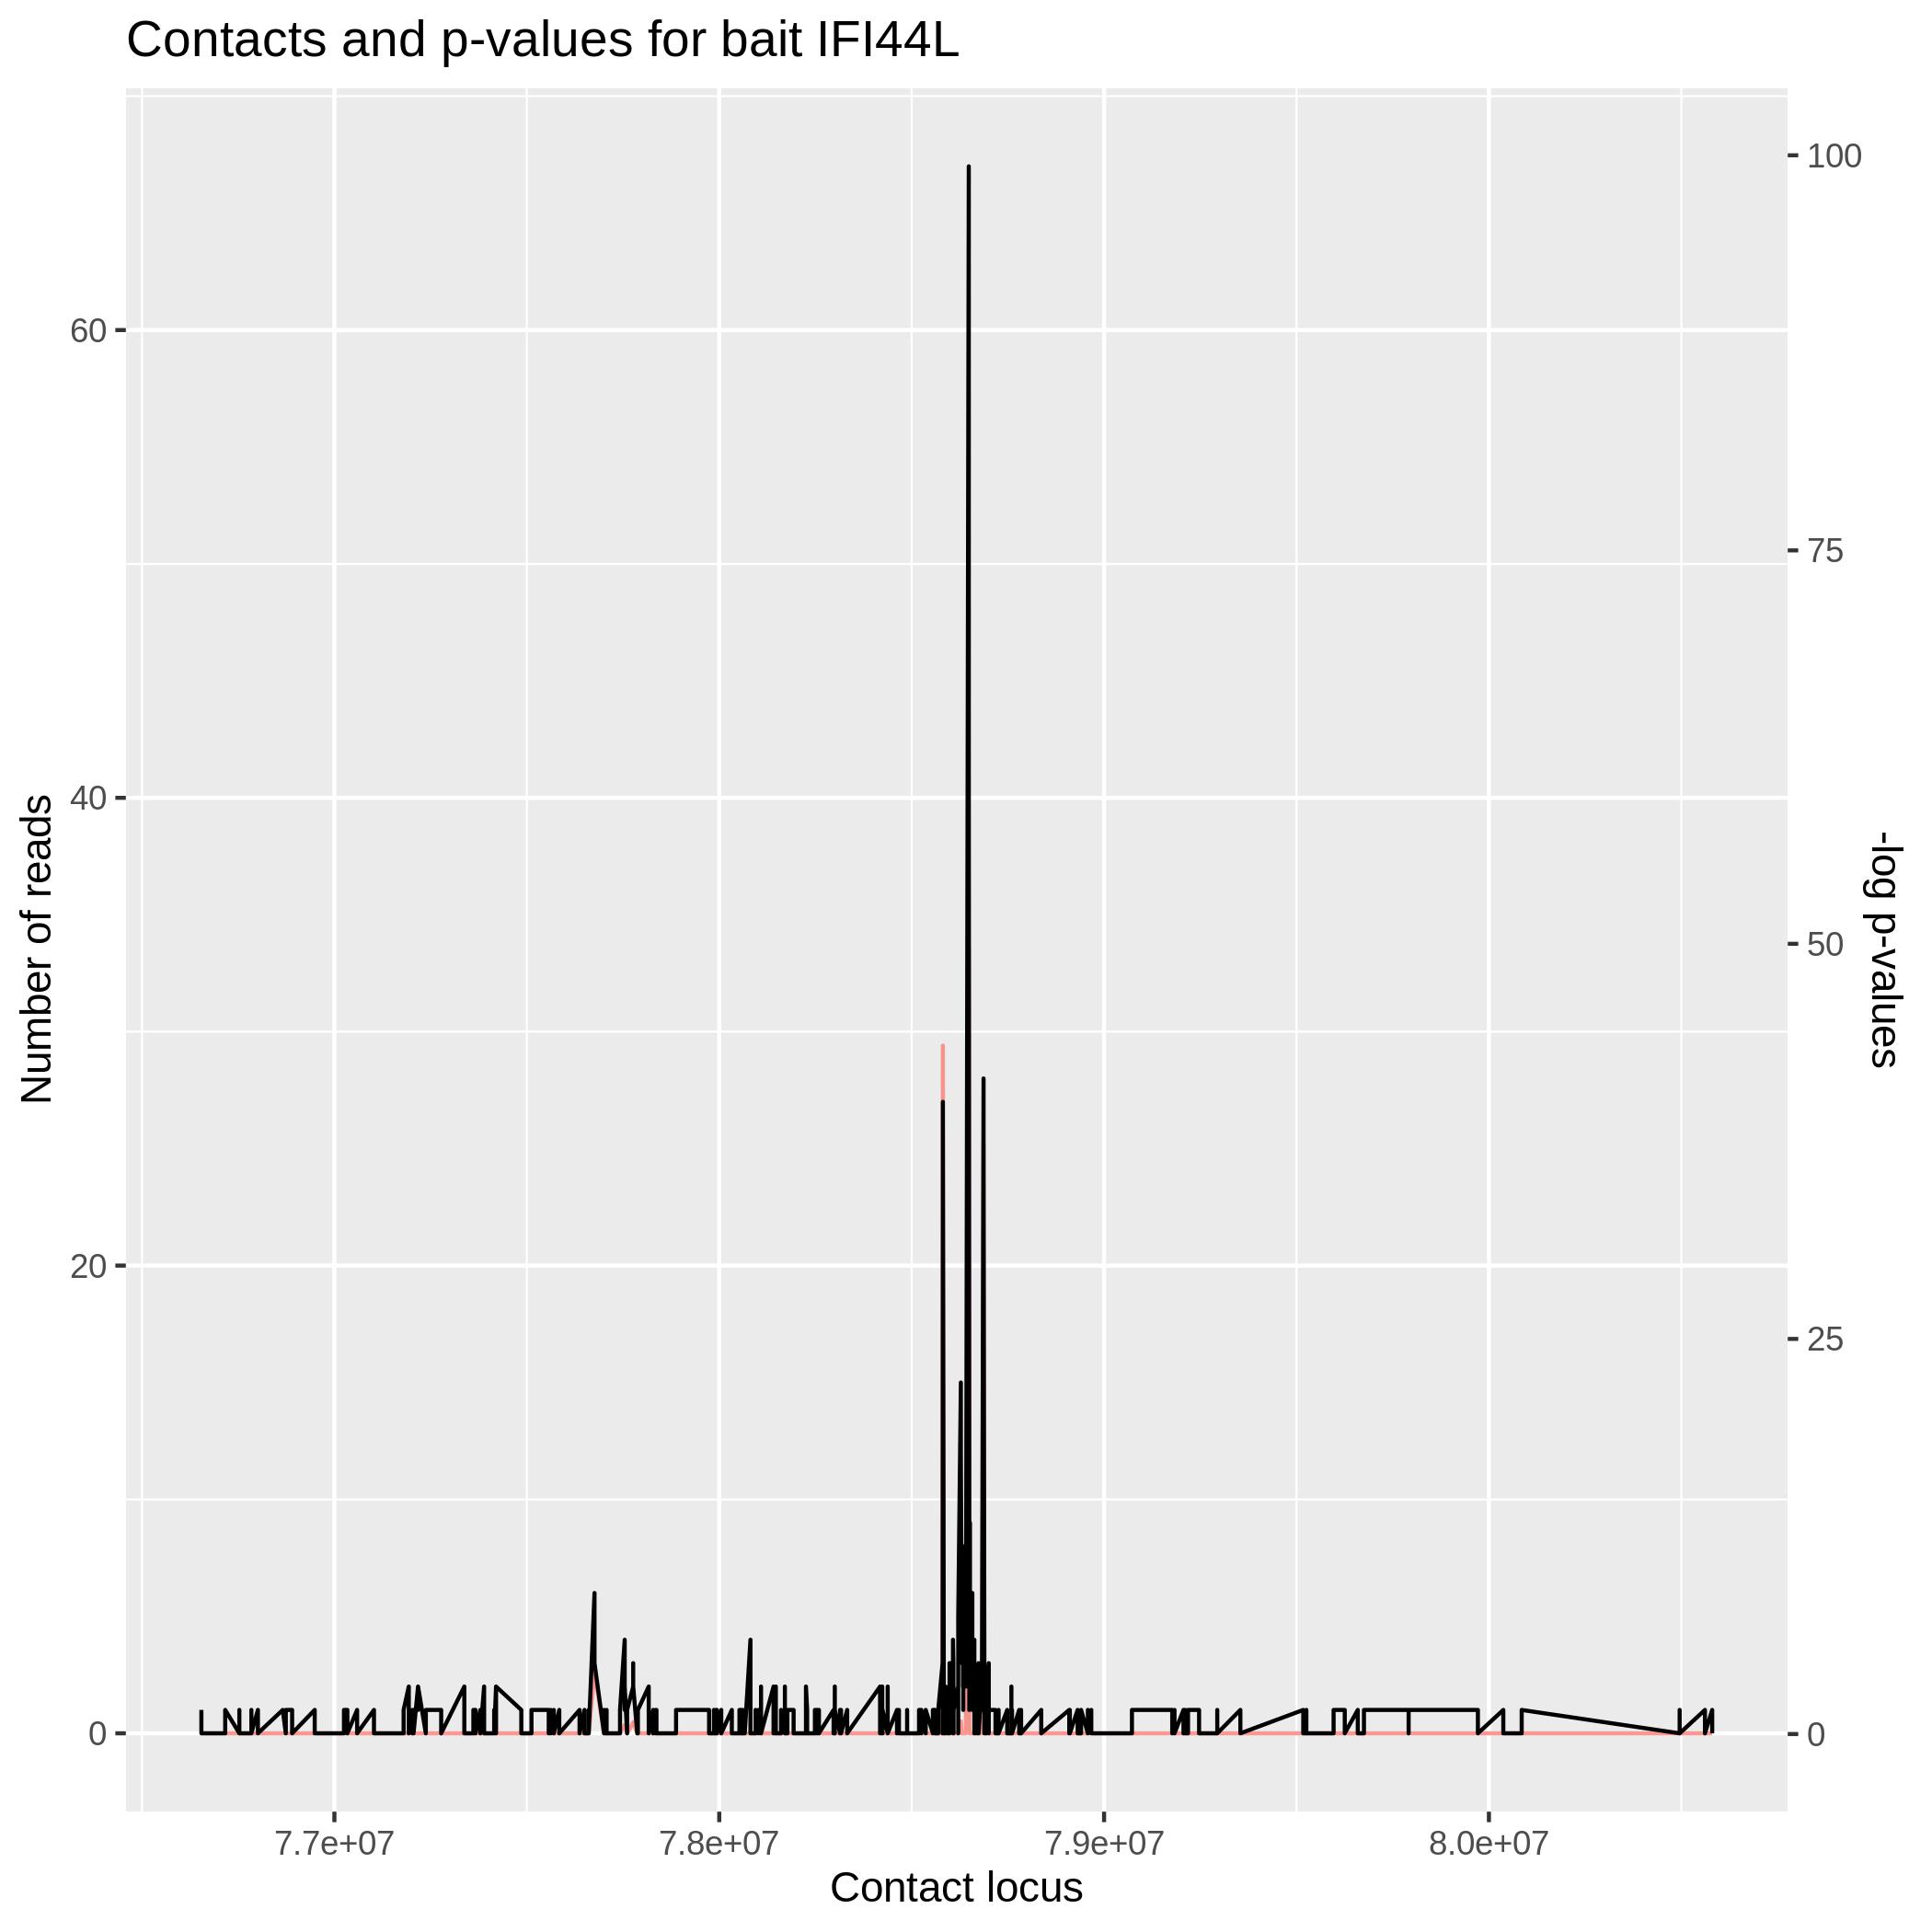 Contacts and p-values for bait IFI44L
Number of reads
60
40
20
0
100
75
50
25
0
-log p-values
7.7e+07 7.8e+07 7.9e+07 8.0e+07
Contact locus